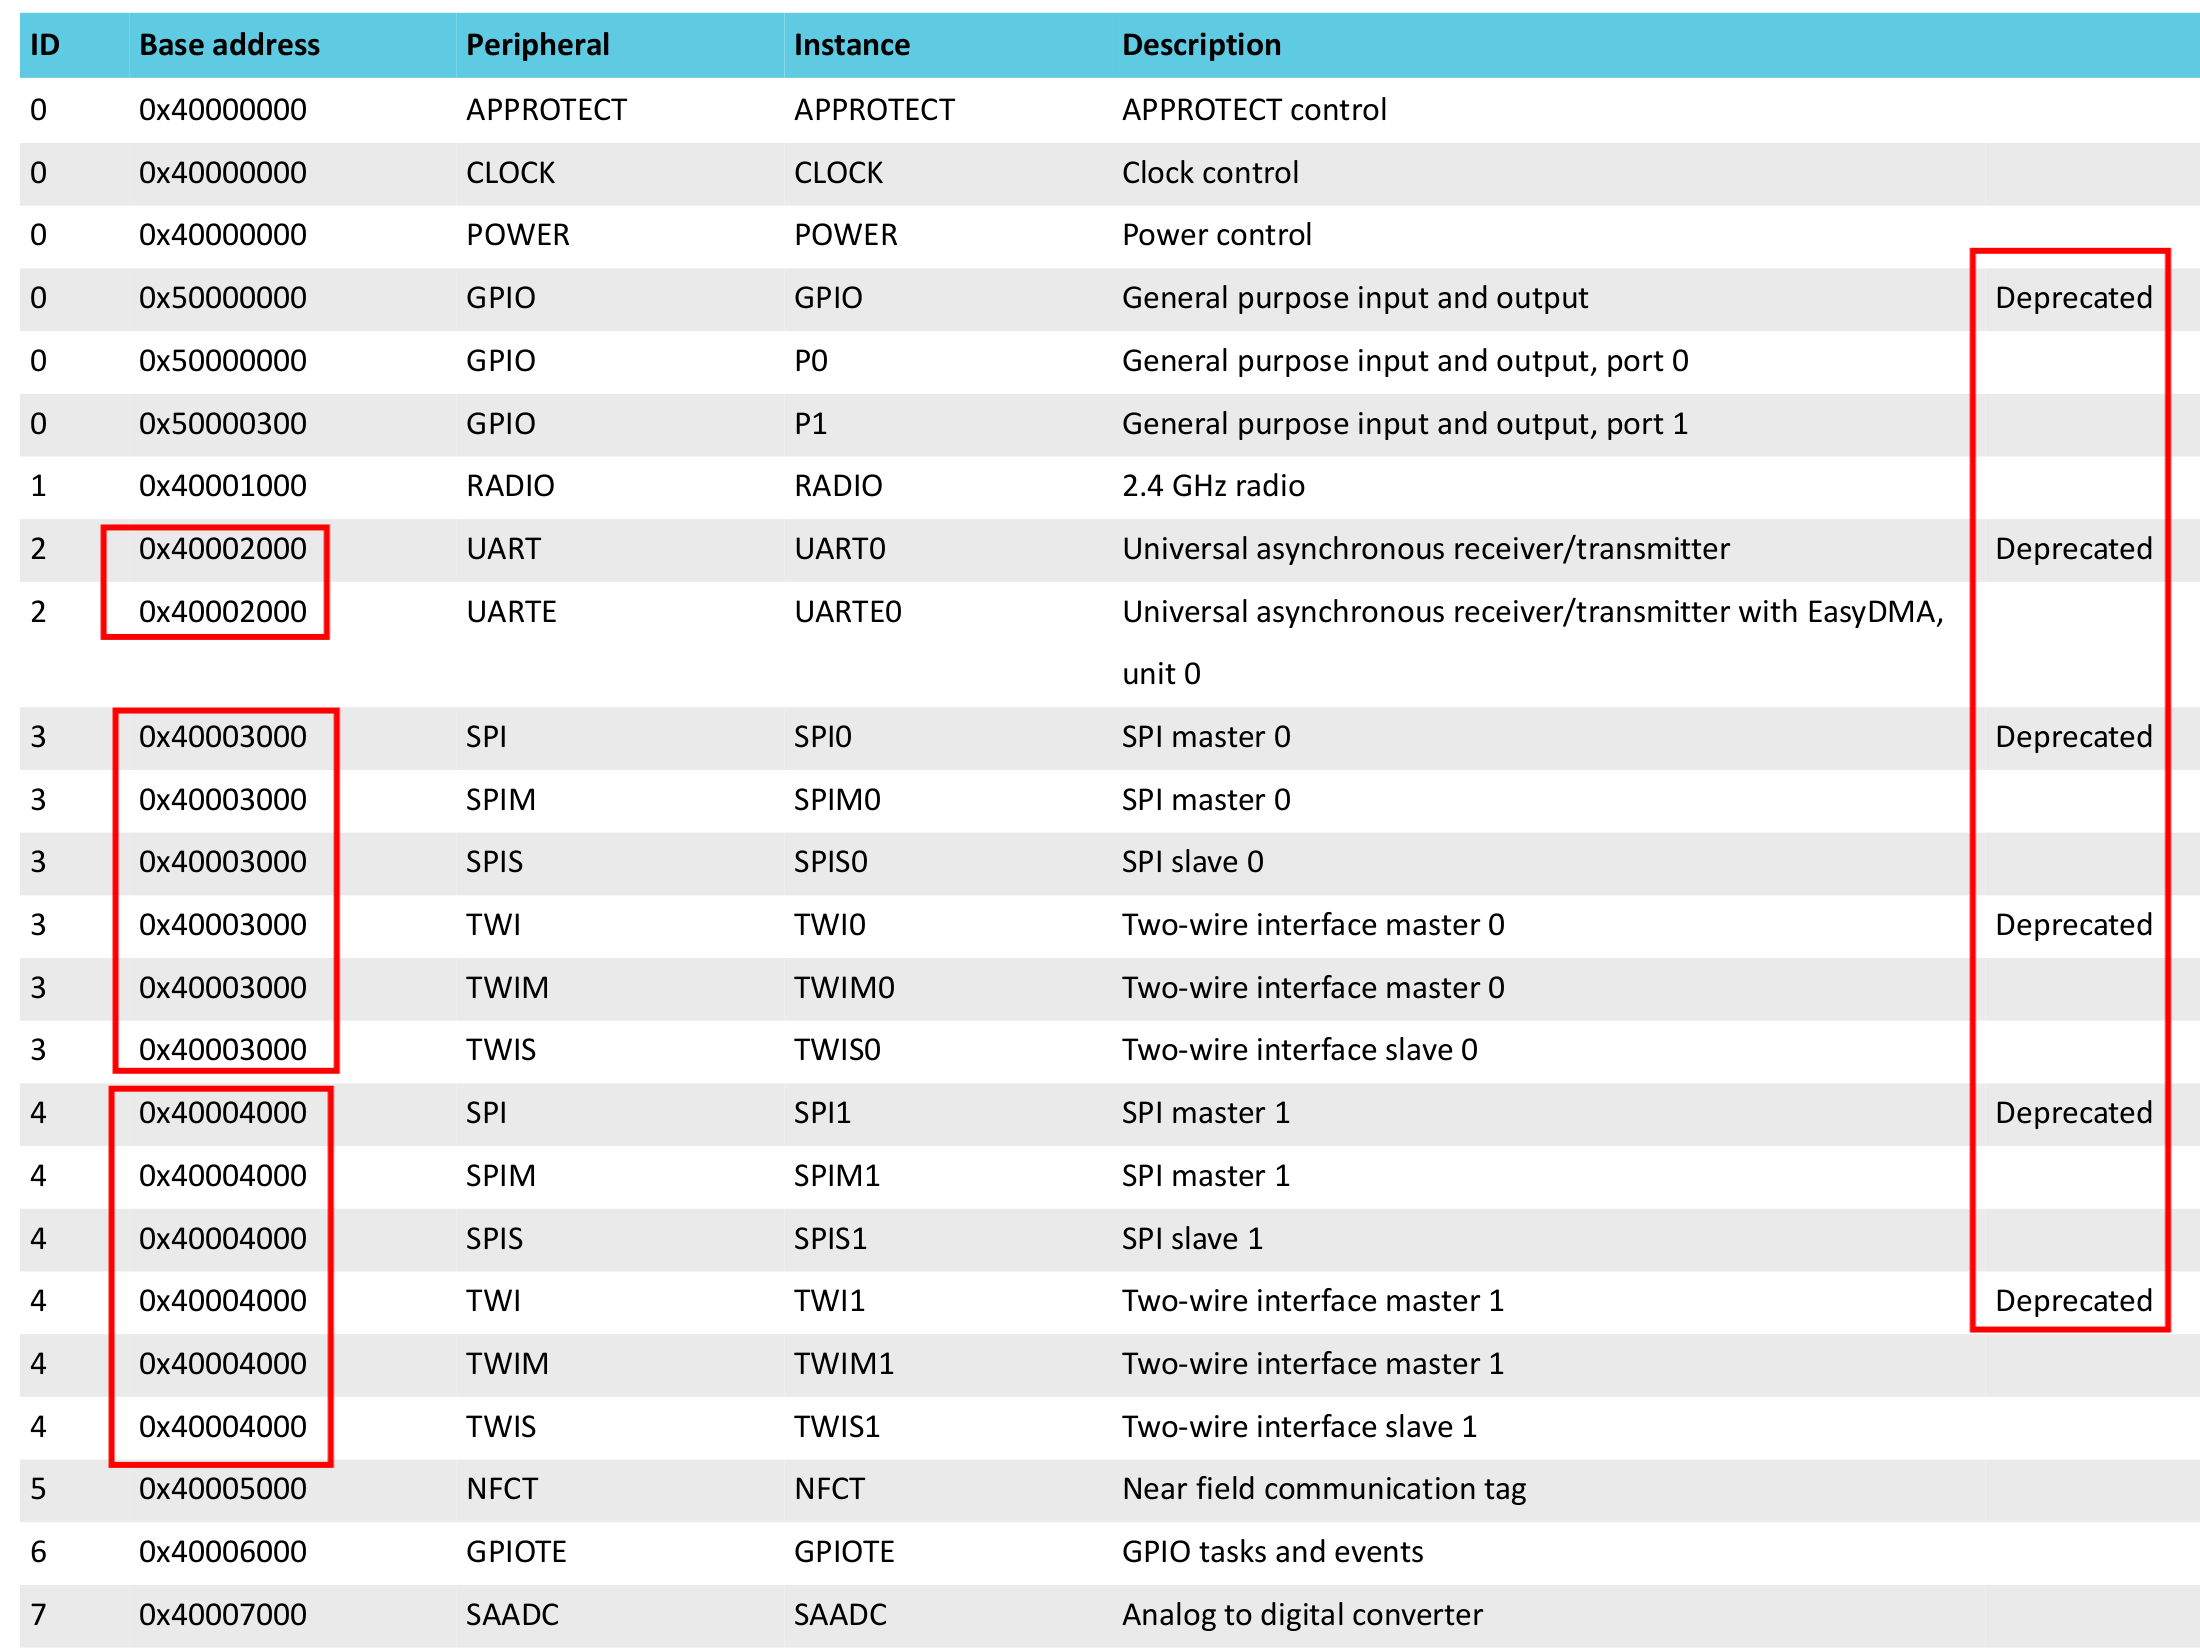 ID Base address Peripheral Instance Description
0 0x40000000 APPROTECT APPROTECT APPROTECT control
0 0x40000000 CLOCK CLOCK Clock control
0 0x40000000 POWER POWER Power control
0 0x50000000 GPIO GPIO General purpose input and output Deprecated
0 0x50000000 GPIO P0 General purpose input and output, port 0
0 0x50000300 GPIO P1 General purpose input and output, port 1
1 0x40001000 RADIO RADIO 2.4 GHz radio
2 0x40002000 UART UART0 Universal asynchronous receiver/transmitter Deprecated
2 0x40002000 UARTE UARTE0 Universal asynchronous receiver/transmitter with EasyDMA,
unit 0
3 0x40003000 SPI SPI0 SPI master 0 Deprecated
3 0x40003000 SPIM SPIM0 SPI master 0
3 0x40003000 SPIS SPIS0 SPI slave 0
3 0x40003000 TWI TWI0 Two-wire interface master 0 Deprecated
3 0x40003000 TWIM TWIM0 Two-wire interface master 0
3 0x40003000 TWIS TWIS0 Two-wire interface slave 0
4 0x40004000 SPI SPI1 SPI master 1 Deprecated
4 0x40004000 SPIM SPIM1 SPI master 1
4 0x40004000 SPIS SPIS1 SPI slave 1
4 0x40004000 TWI TWI1 Two-wire interface master 1 Deprecated
4 0x40004000 TWIM TWIM1 Two-wire interface master 1
4 0x40004000 TWIS TWIS1 Two-wire interface slave 1
5 0x40005000 NFCT NFCT Near field communication tag
6 0x40006000 GPIOTE GPIOTE GPIO tasks and events
7 0x40007000 SAADC SAADC Analog to digital converter